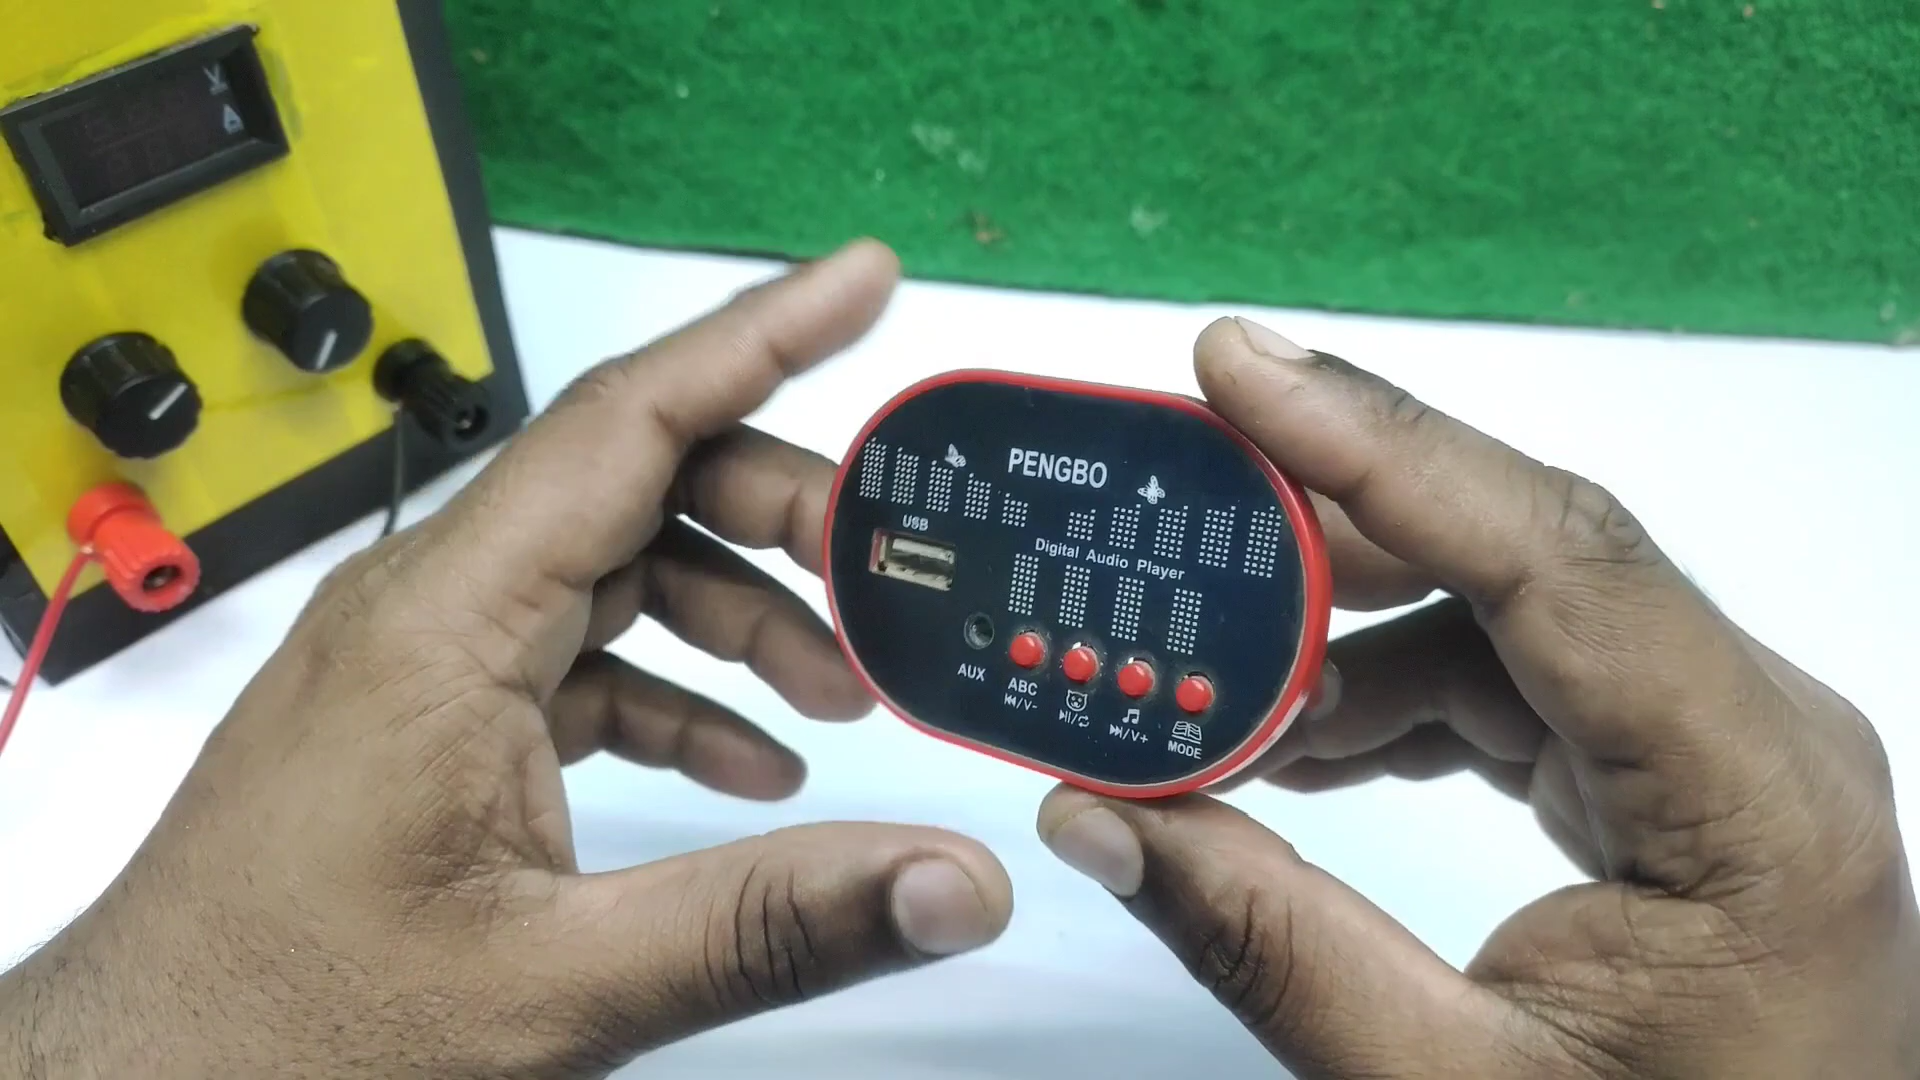 V
A
PENGBO
USB
Digital Audio Player
AUX
ABC
⏮/V-
⏯/🔁
⏭/V+
MODE